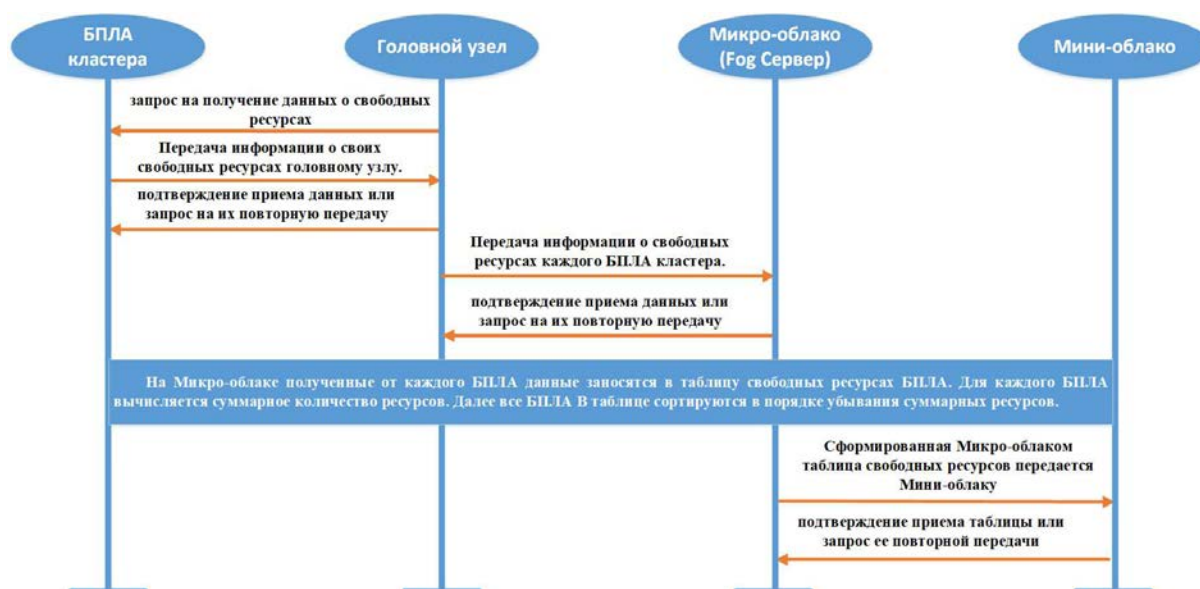 БПЛА
кластера
Головной узел
Микро-облако
(Fog Сервер)
Мини-облако
запрос на получение данных о свободных
ресурсах
Передача информации о своих
свободных ресурсах головному узлу.
подтверждение приема данных или
запрос на их повторную передачу
Передача информации о свободных
ресурсах каждого БПЛА кластера.
подтверждение приема данных или
запрос на их повторную передачу
На Микро-облаке полученные от каждого БПЛА данные заносятся в таблицу свободных ресурсах БПЛА. Для каждого БПЛА
вычисляется суммарное количество ресурсов. Далее все БПЛА В таблице сортируются в порядке убывания суммарных ресурсов.
Сформированная Микро-облаком
таблица свободных ресурсов передается
Мини-облаку
подтверждение приема таблицы или
запрос ее повторной передачи